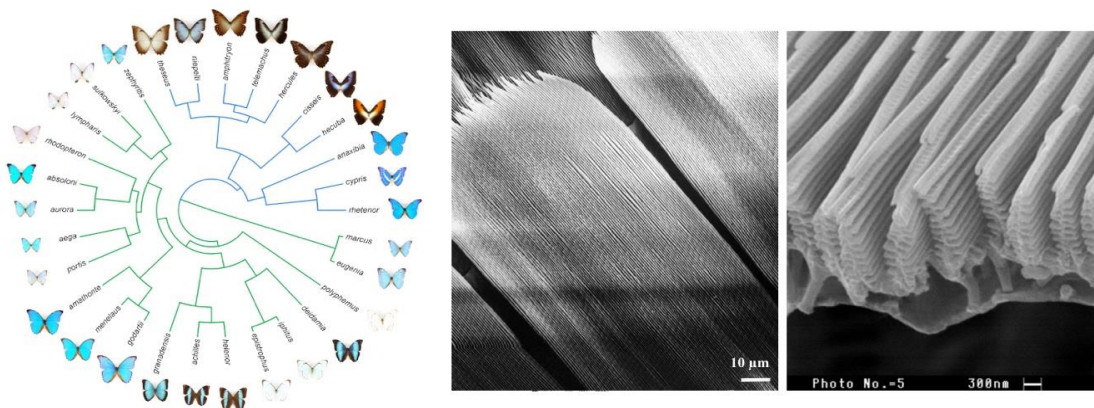 theseus
niepelti
amphitryon
telemachus
hercules
cisseis
hecuba
anaxibia
cypris
rhetenor
marcus
eugenia
polyphemus
deidamia
iphitus
epistrophus
helenor
achilles
granadensis
godartii
menelaus
amathonte
portis
aega
aurora
absoloni
rhodopteron
lympharis
sulkowskyi
zephyritis
10 µm
Photo No.=5 300nm